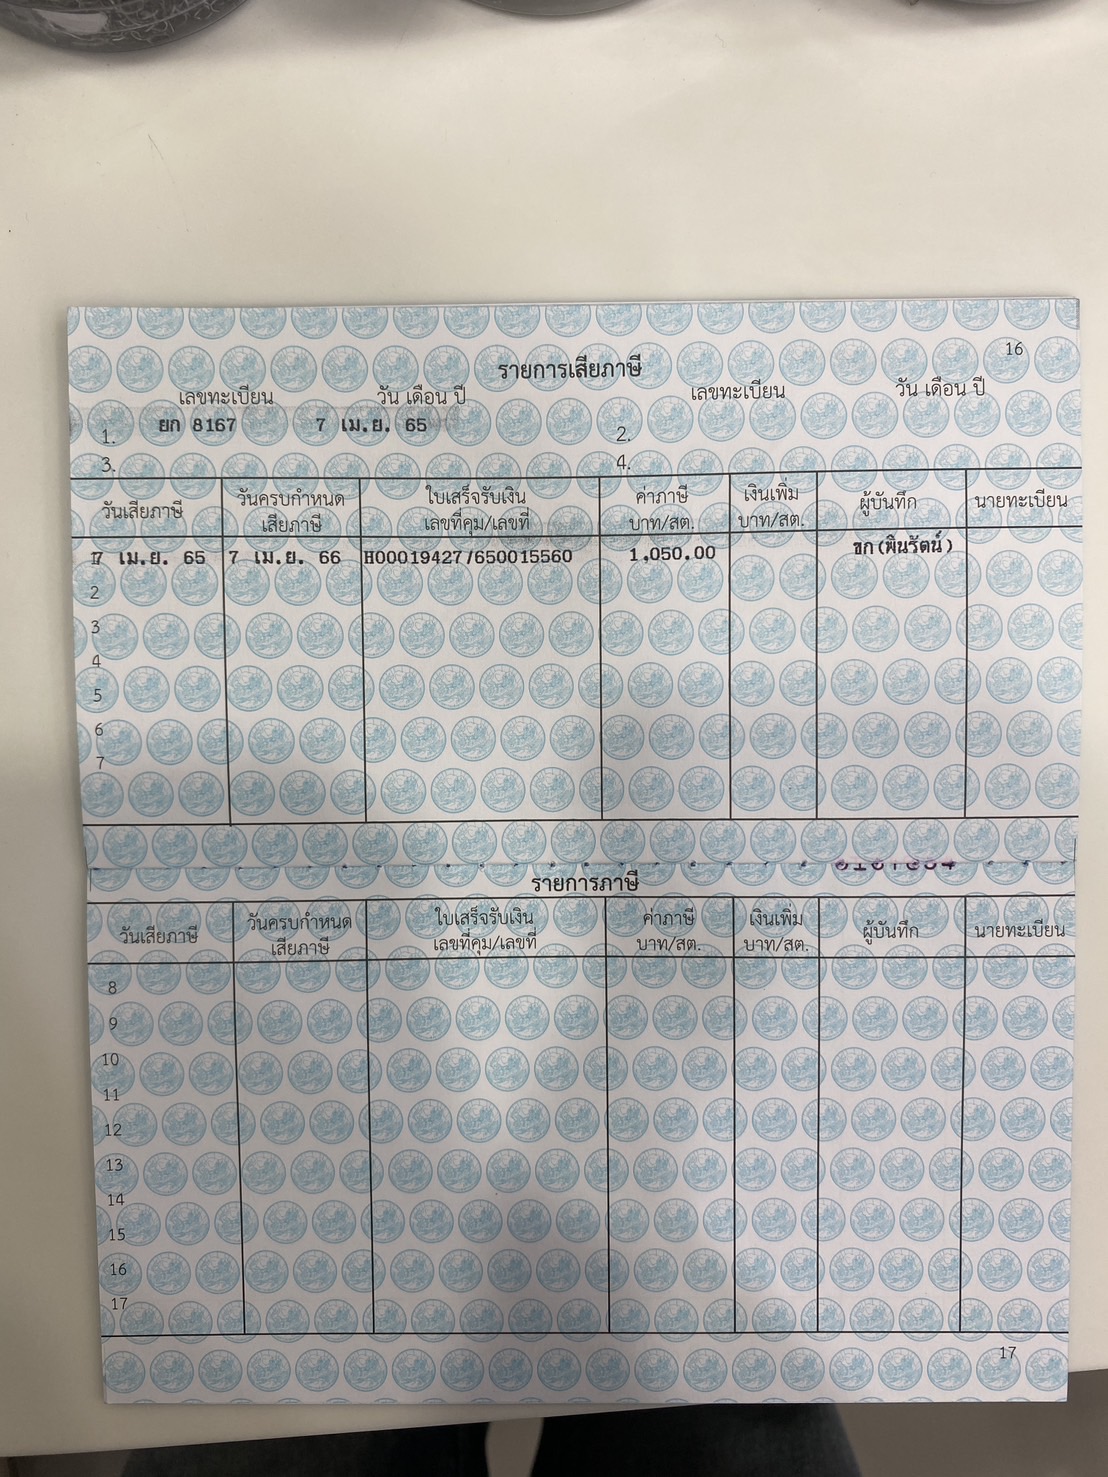 16
รายการเสียภาษี
เลขทะเบียน วัน เดือน ปี เลขทะเบียน วัน เดือน ปี
1. ยก 8167 7 เม.ย. 65 2.
3. 4.
วันเสียภาษี วันครบกำหนด เสียภาษี ใบเสร็จรับเงิน เลขที่คุม/เลขที่ ค่าภาษี บาท/สต. เงินเพิ่ม บาท/สต. ผู้บันทึก นายทะเบียน
7 เม.ย. 65 7 เม.ย. 66 H00019427/650015560 1,050.00 ขก(พินรัตน์)
2
3
4
5
6
7
รายการภาษี
วันเสียภาษี วันครบกำหนด เสียภาษี ใบเสร็จรับเงิน เลขที่คุม/เลขที่ ค่าภาษี บาท/สต. เงินเพิ่ม บาท/สต. ผู้บันทึก นายทะเบียน
8
9
10
11
12
13
14
15
16
17
17